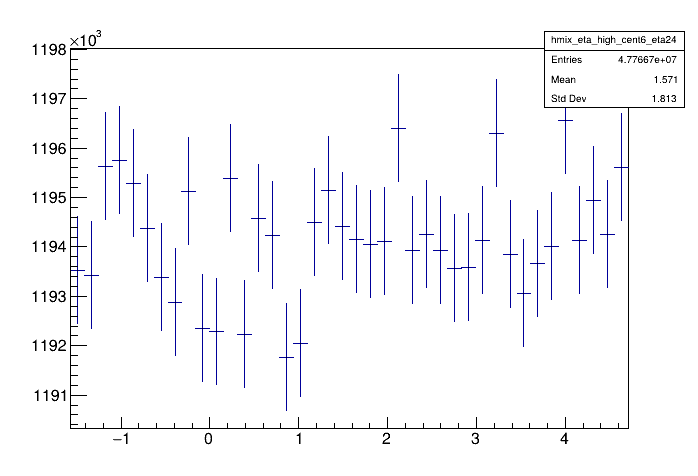 ×10³
hmix_eta_high_cent6_eta24
Entries 4.77667e+07
Mean 1.571
Std Dev 1.813
1198
1197
1196
1195
1194
1193
1192
1191
−1 0 1 2 3 4